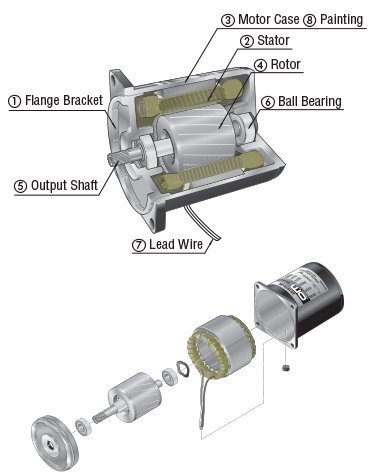 ③ Motor Case ⑧ Painting
② Stator
④ Rotor
① Flange Bracket
⑥ Ball Bearing
⑤ Output Shaft
⑦ Lead Wire